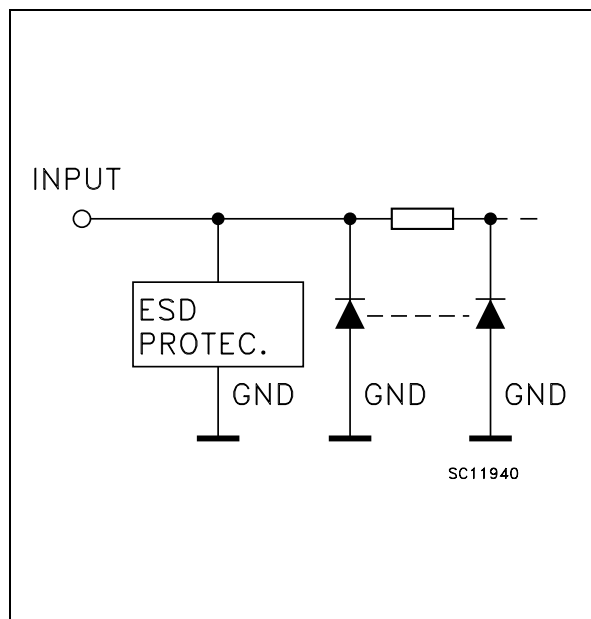 INPUT
ESD
PROTEC.
GND
GND
GND
SC11940